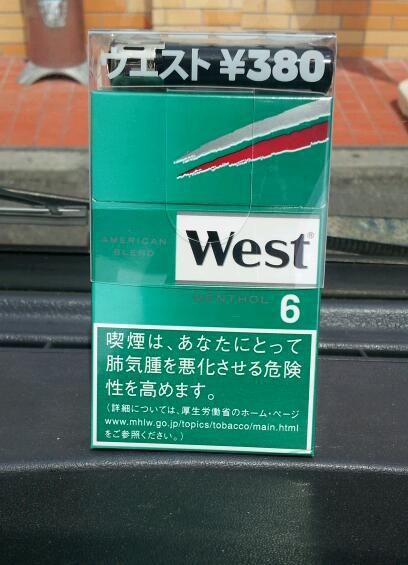 ウエスト ¥380
AMERICAN
BLEND
West®
MENTHOL 6
喫煙は、あなたにとって
肺気腫を悪化させる危険
性を高めます。
(詳細については、厚生労働省のホーム・ページ
www.mhlw.go.jp/topics/tobacco/main.html
をご参照ください。)